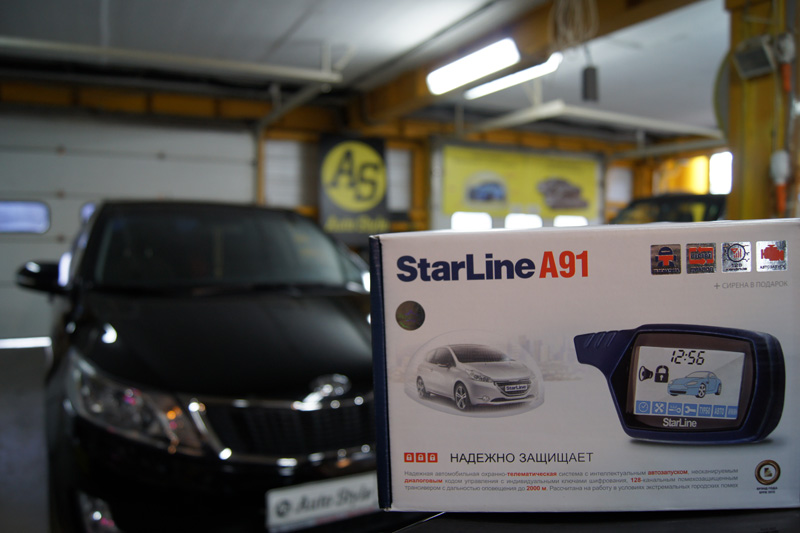 AS
Auto Style
StarLine A91
+ СИРЕНА В ПОДАРОК
StarLine
12:56
StarLine
НАДЕЖНО ЗАЩИЩАЕТ
Надежная автомобильная охранно-телематическая система с интеллектуальным автозапуском, несканируемым
диалоговым кодом управления с индивидуальными ключами шифрования, 128-канальным помехозащищенным
трансивером с дальностью оповещения до 2000 м. Рассчитана на работу в условиях экстремальных городских помех
Auto Style